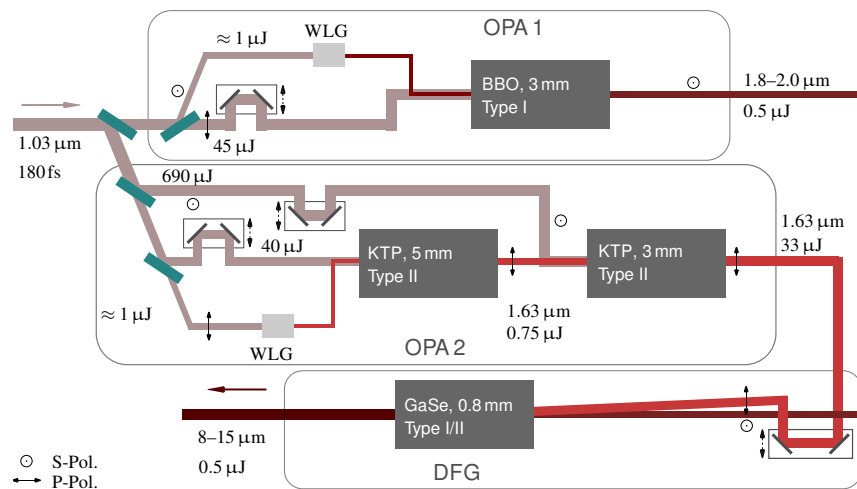 OPA 1
≈ 1 µJ
WLG
BBO, 3 mm
Type I
1.8–2.0 µm
0.5 µJ
1.03 µm
180 fs
45 µJ
690 µJ
40 µJ
KTP, 5 mm
Type II
KTP, 3 mm
Type II
1.63 µm
33 µJ
1.63 µm
0.75 µJ
≈ 1 µJ
WLG
OPA 2
GaSe, 0.8 mm
Type I/II
8–15 µm
0.5 µJ
DFG
S-Pol.
P-Pol.